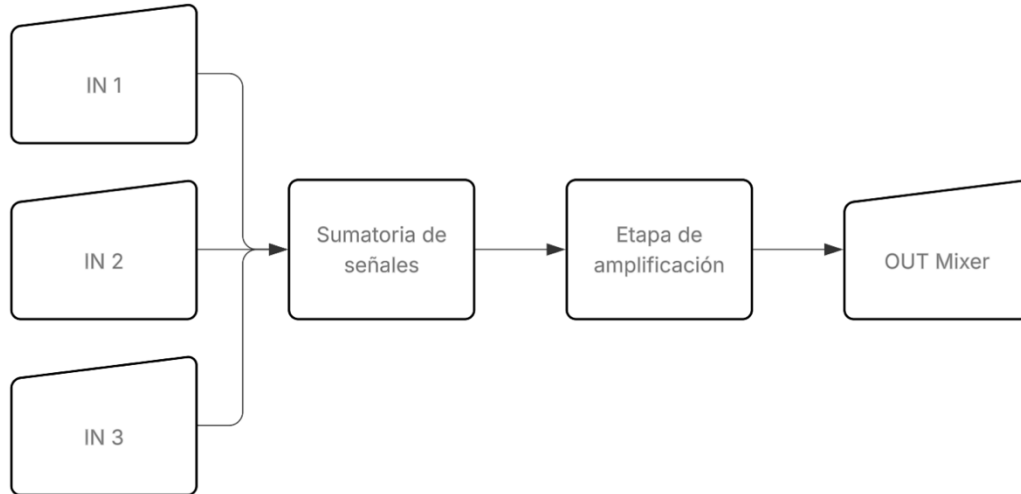 IN 1
IN 2
IN 3
Sumatoria de
señales
Etapa de
amplificación
OUT Mixer